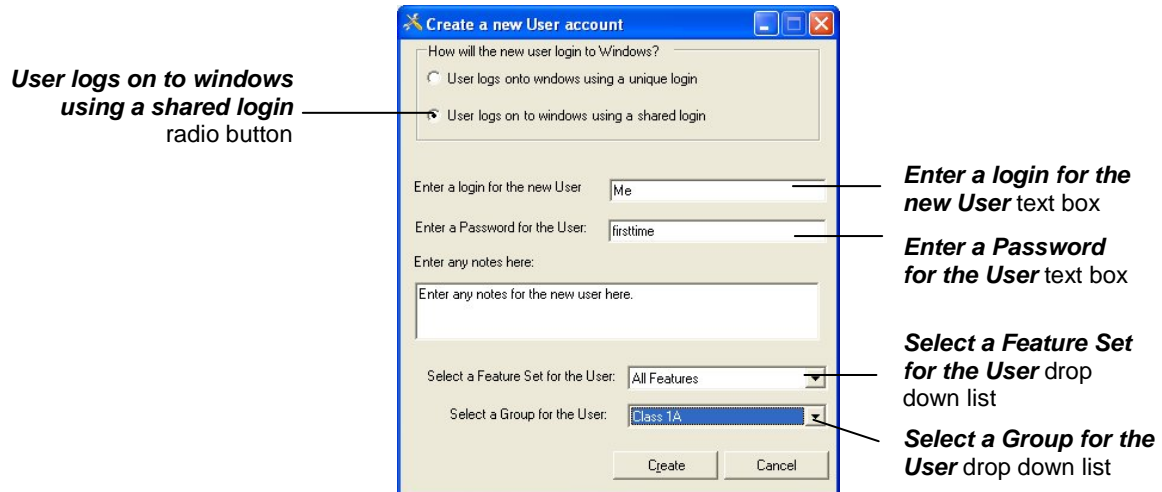 Create a new User account
How will the new user login to Windows?
User logs onto wndows using a unique login
User logs on to windows using a shared login
User logs on to windows
using a shared login
radio button
Enter a login for the new User
Me
Enter a login for the
new User text box
Enter a Password for the User:
firsttime
Enter a Password
for the User text box
Enter any notes here:
Enter any notes for the new user here.
Select a Feature Set for the User:
All Features
Select a Feature Set
for the User drop
down list
Select a Group for the User:
Class 1A
Select a Group for the
User drop down list
Create
Cancel